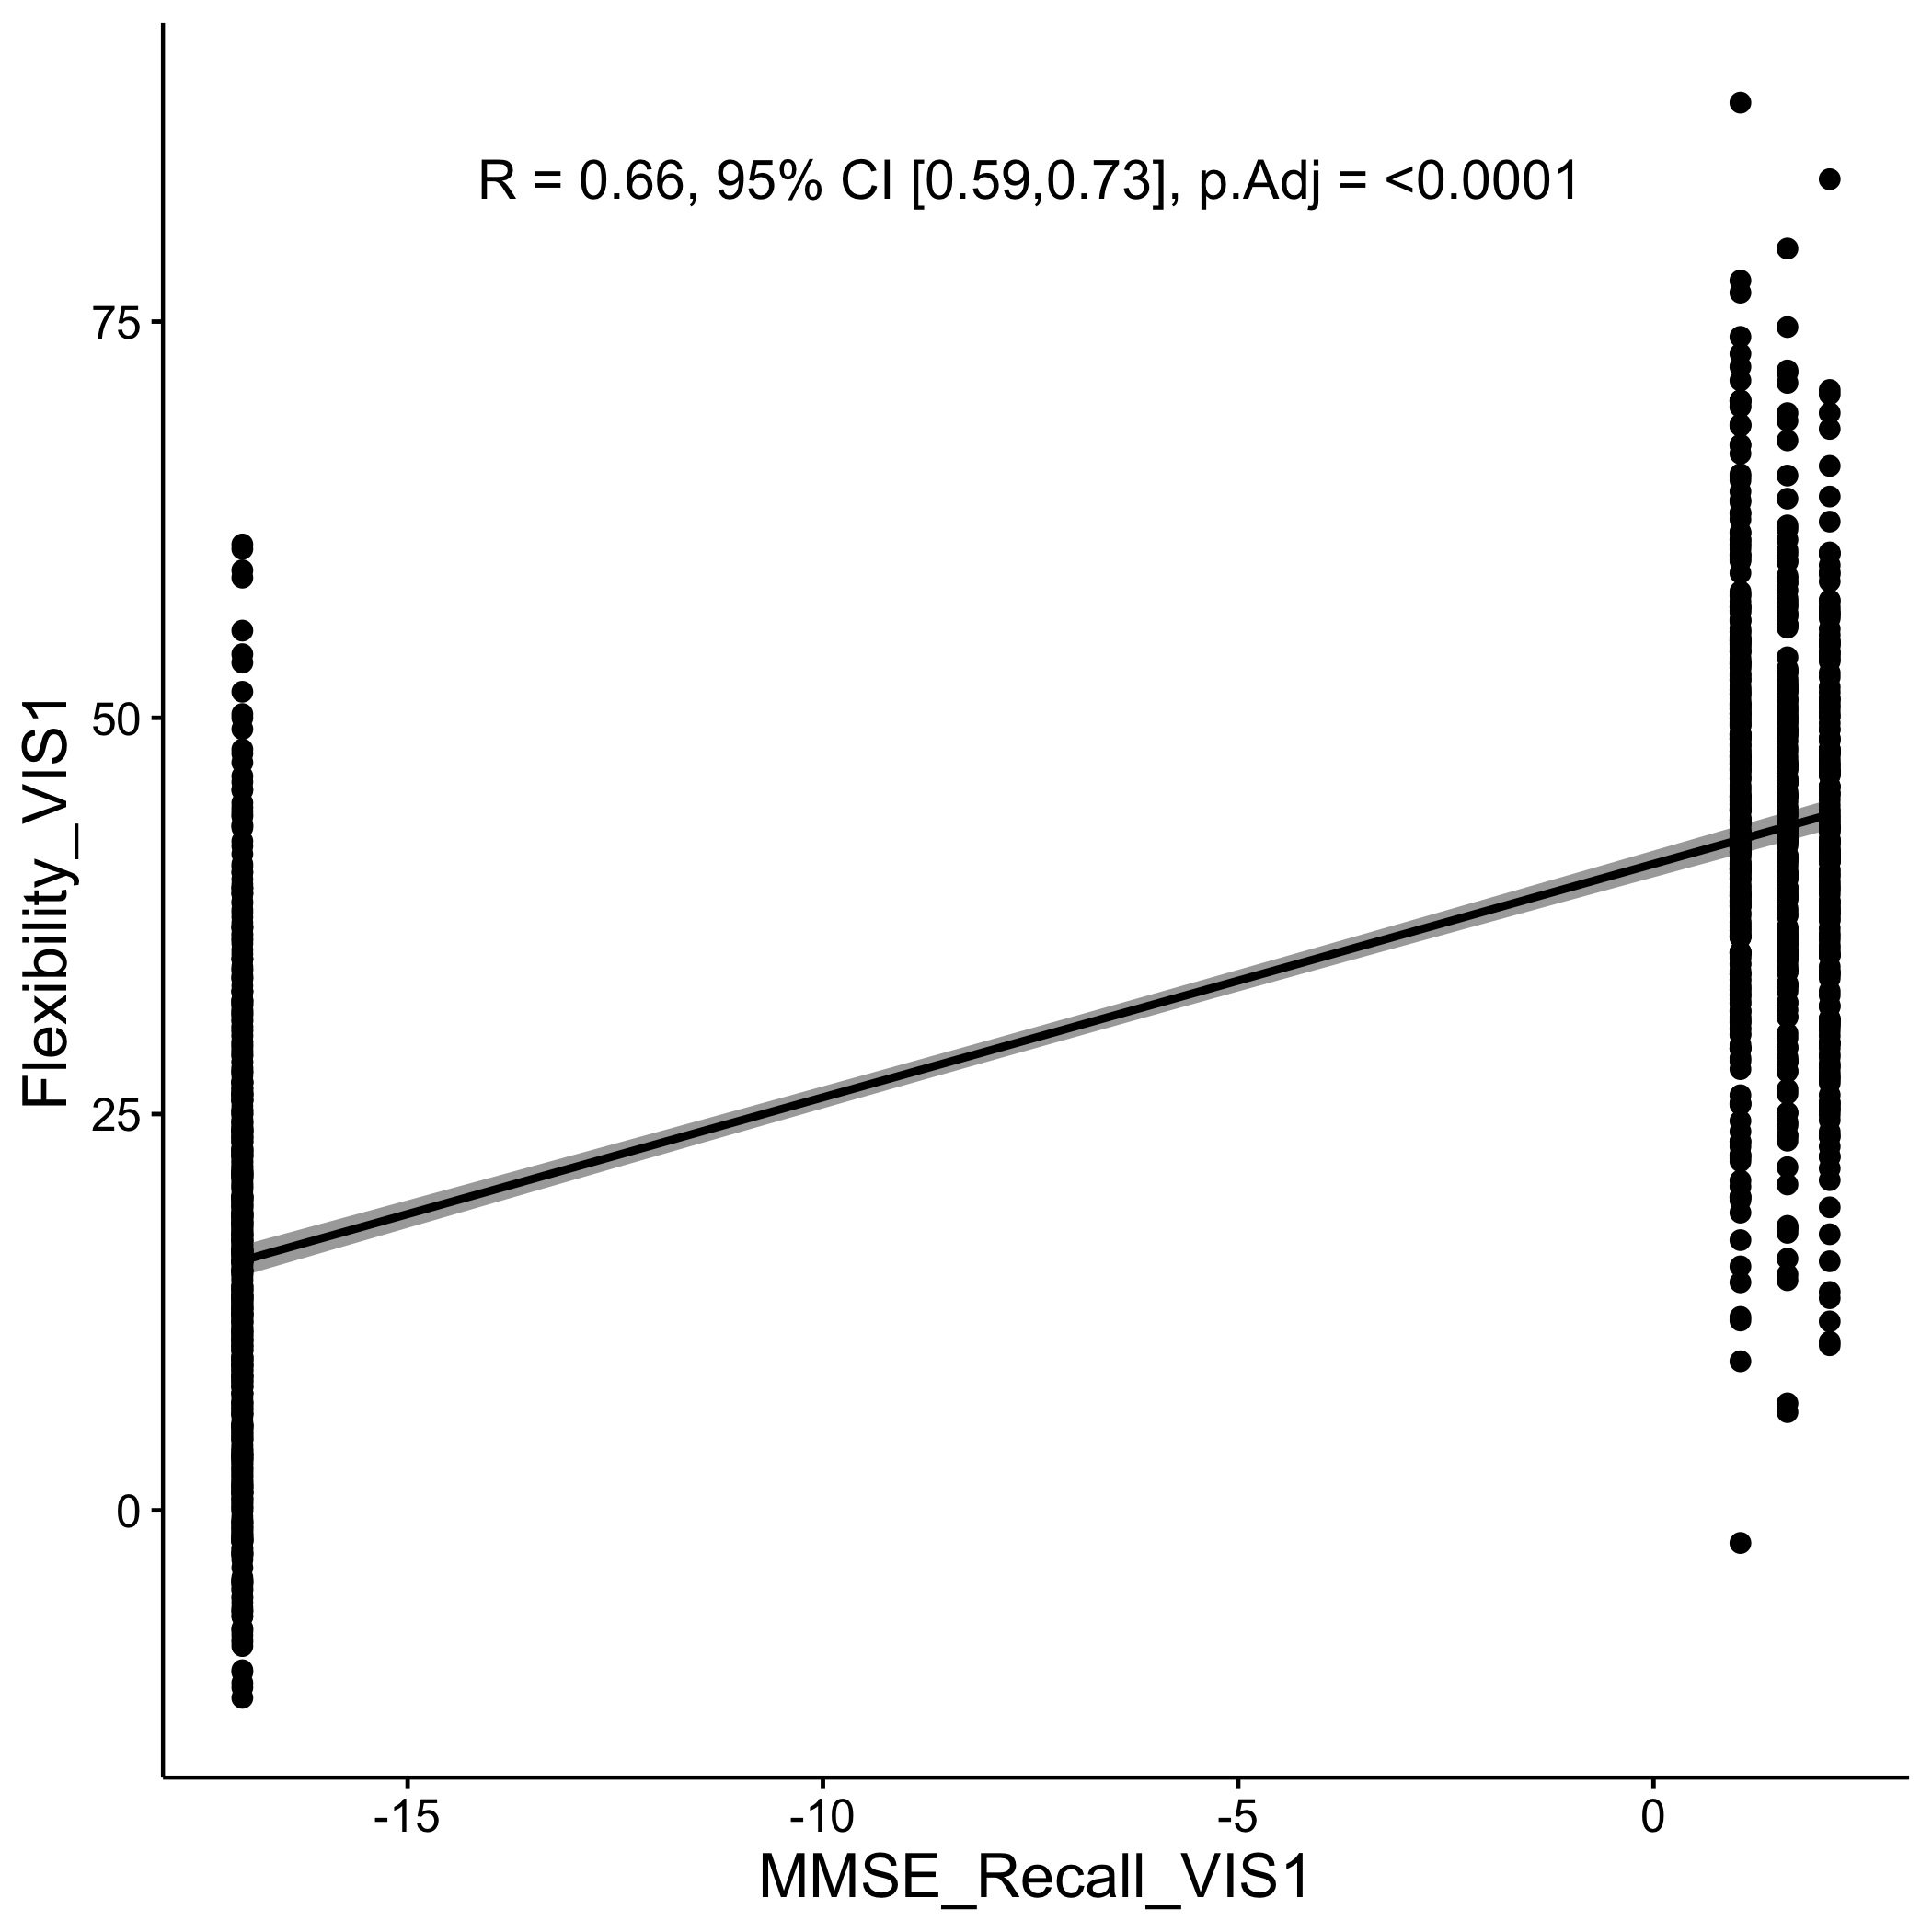 R = 0.66, 95% CI [0.59,0.73], p.Adj = <0.0001
75
50
25
0
Flexibility_VIS1
-15
-10
-5
0
MMSE_Recall_VIS1